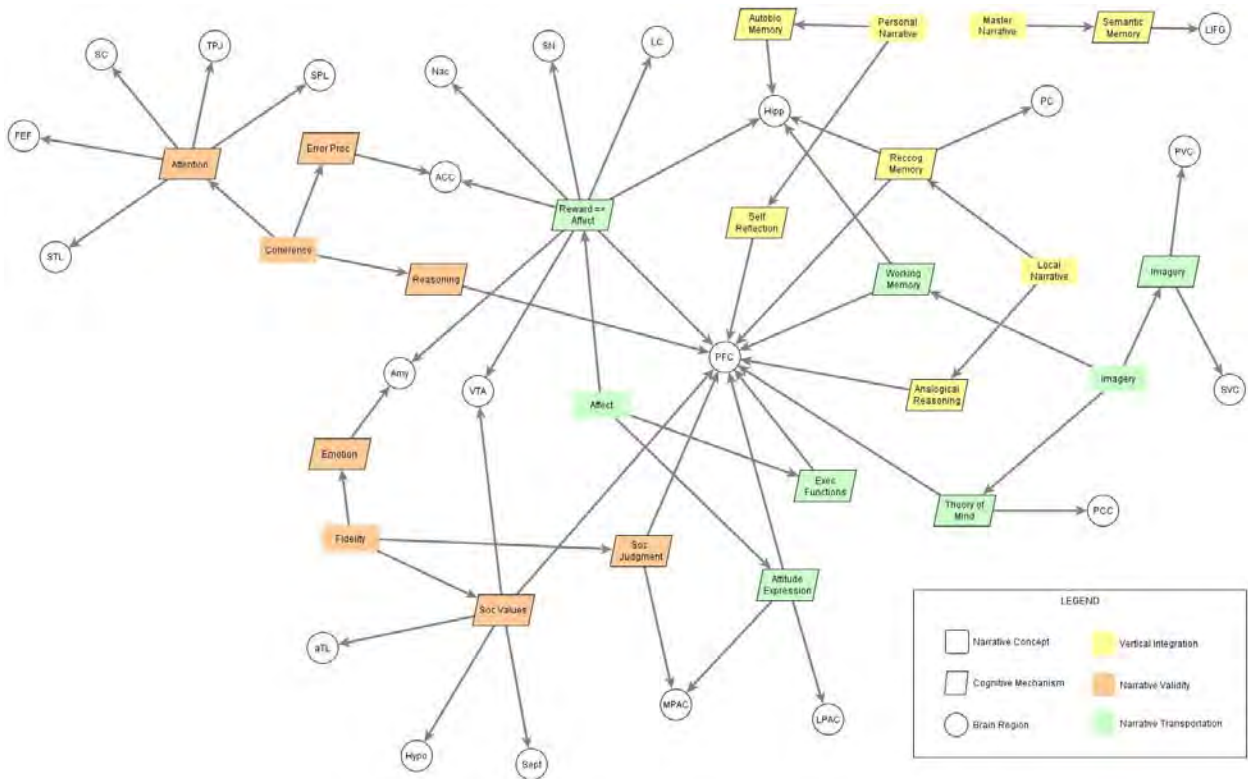 Autobio
Memory
Personal
Narrative
Master
Narrative
Semantic
Memory
LIFG
SC
TPJ
SPL
Nac
SN
LC
Hipp
PC
FEF
Attention
Error Proc
ACC
Reccog
Memory
PVC
Reward =>
Affect
Self
Reflection
STL
Coherence
Reasoning
Working
Memory
Local
Narrative
Imagery
PFC
Amy
VTA
Affect
Analogical
Reasoning
Imagery
SVC
Emotion
Exec
Functions
Theory of
Mind
PCC
Fidelity
Soc
Judgment
Attitude
Expression
Soc Values
aTL
MPAC
LPAC
Hypo
Sept
LEGEND
Narrative Concept
Vertical Integration
Cognitive Mechanism
Narrative Validity
Brain Region
Narrative Transportation